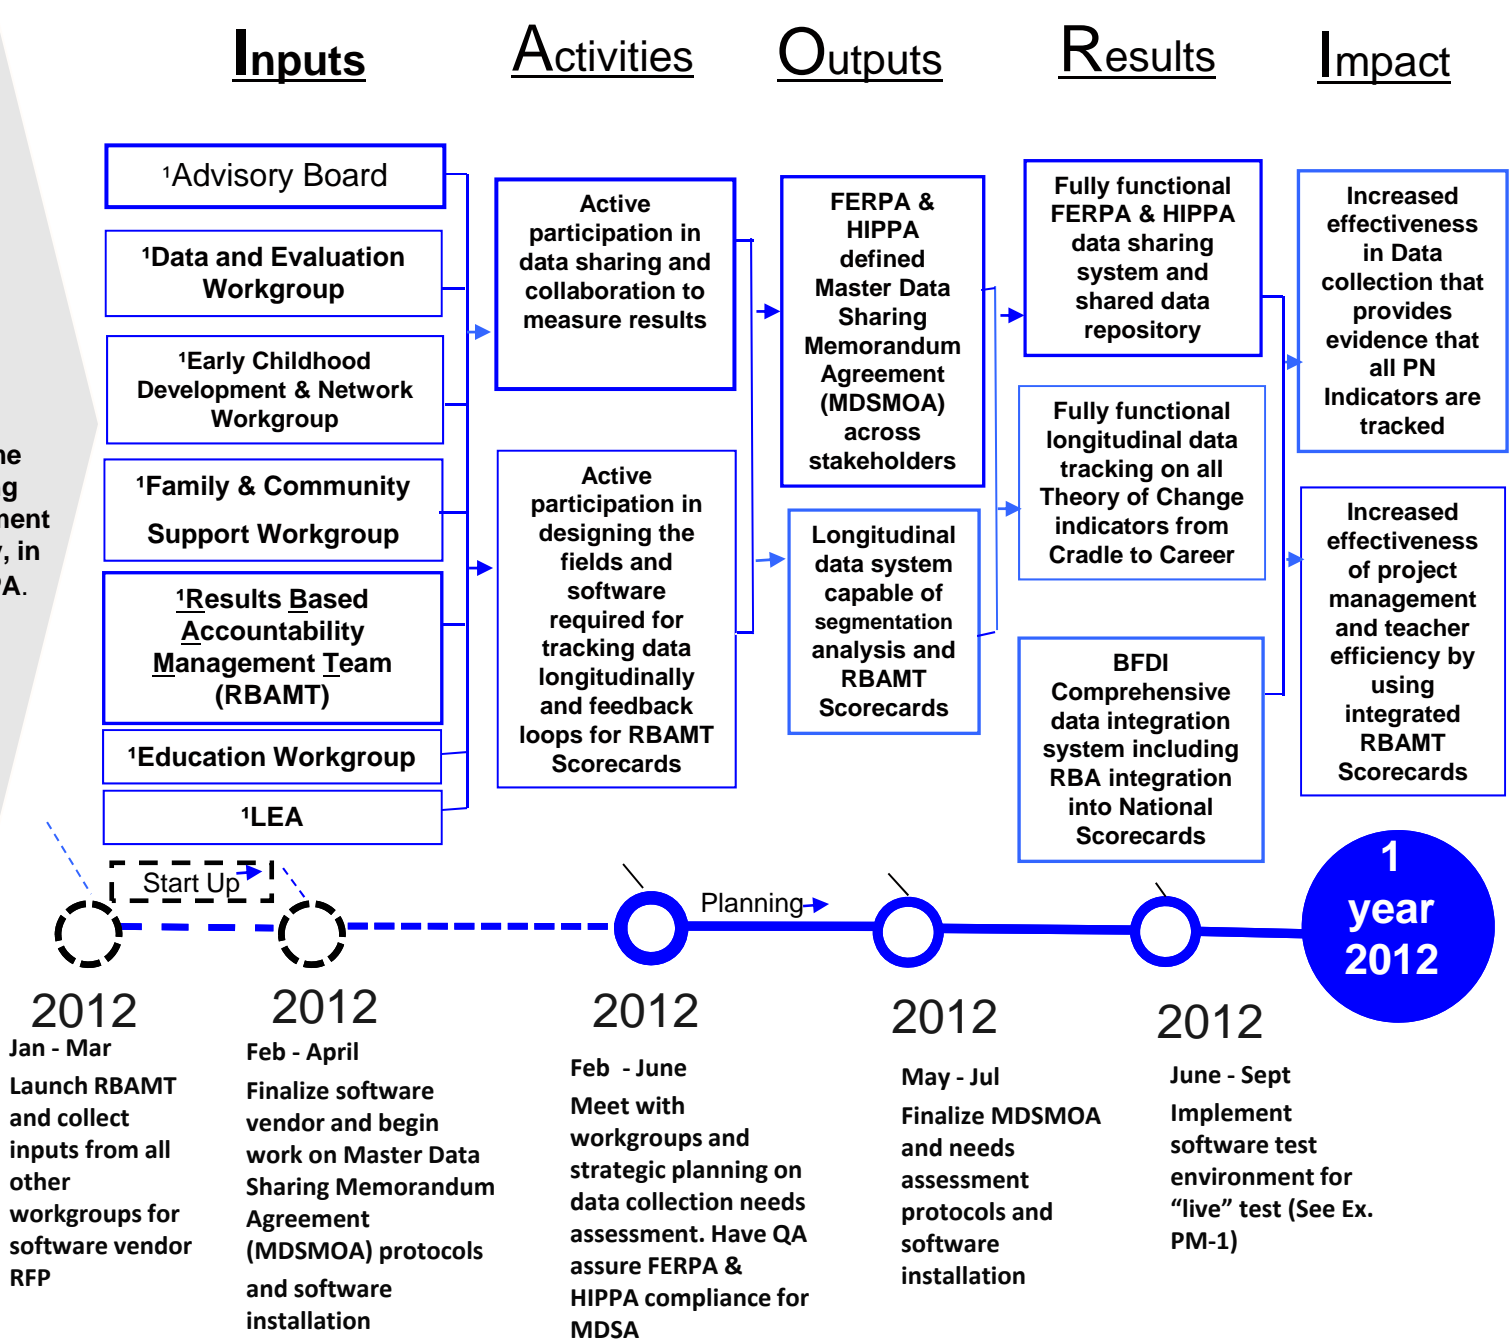 Inputs
Activities
Outputs
Results
Impact
¹Advisory Board
¹Data and Evaluation
Workgroup
¹Early Childhood
Development & Network
Workgroup
¹Family & Community
Support Workgroup
¹Results Based
Accountability
Management Team
(RBAMT)
¹Education Workgroup
¹LEA
Active
participation in
data sharing and
collaboration to
measure results
Active
participation in
designing the
fields and
software
required for
tracking data
longitudinally
and feedback
loops for RBAMT
Scorecards
FERPA &
HIPPA
defined
Master Data
Sharing
Memorandum
Agreement
(MDSMOA)
across
stakeholders
Longitudinal
data system
capable of
segmentation
analysis and
RBAMT
Scorecards
Fully functional
FERPA & HIPPA
data sharing
system and
shared data
repository
Fully functional
longitudinal data
tracking on all
Theory of Change
indicators from
Cradle to Career
BFDI
Comprehensive
data integration
system including
RBA integration
into National
Scorecards
Increased
effectiveness
in Data
collection that
provides
evidence that
all PN
Indicators are
tracked
Increased
effectiveness
of project
management
and teacher
efficiency by
using
integrated
RBAMT
Scorecards
, in
Start Up
Planning
1
year
2012
2012
Jan - Mar
Launch RBAMT
and collect
inputs from all
other
workgroups for
software vendor
RFP
2012
Feb - April
Finalize software
vendor and begin
work on Master Data
Sharing Memorandum
Agreement
(MDSMOA) protocols
and software
installation
2012
Feb - June
Meet with
workgroups and
strategic planning on
data collection needs
assessment. Have QA
assure FERPA &
HIPPA compliance for
MDSA
2012
May - Jul
Finalize MDSMOA
and needs
assessment
protocols and
software
installation
2012
June - Sept
Implement
software test
environment for
“live” test (See Ex.
PM-1)